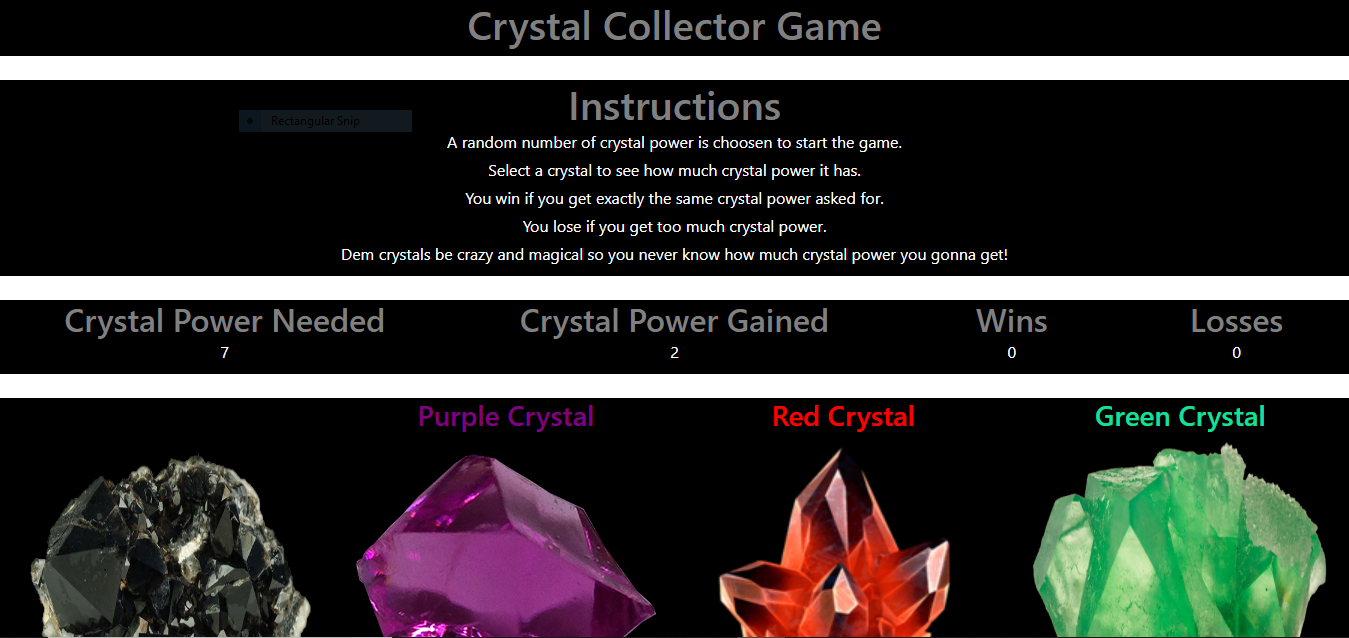 Crystal Collector Game
Rectangular Snip
Instructions
A random number of crystal power is choosen to start the game.
Select a crystal to see how much crystal power it has.
You win if you get exactly the same crystal power asked for.
You lose if you get too much crystal power.
Dem crystals be crazy and magical so you never know how much crystal power you gonna get!
Crystal Power Needed Crystal Power Gained Wins Losses
7 2 0 0
Purple Crystal Red Crystal Green Crystal